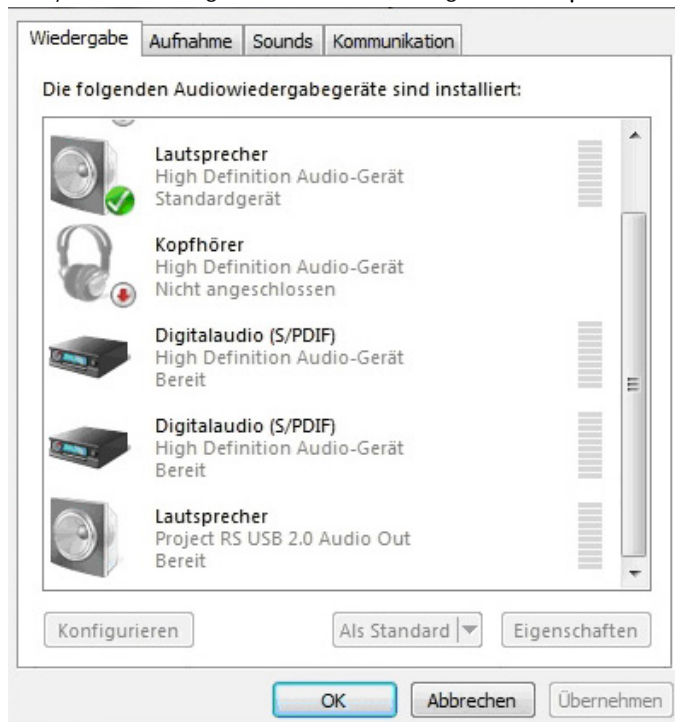 Wiedergabe Aufnahme Sounds Kommunikation
Die folgenden Audiowiedergabegeräte sind installiert:
Lautsprecher
High Definition Audio-Gerät
Standardgerät
Kopfhörer
High Definition Audio-Gerät
Nicht angeschlossen
Digitalaudio (S/PDIF)
High Definition Audio-Gerät
Bereit
Digitalaudio (S/PDIF)
High Definition Audio-Gerät
Bereit
Lautsprecher
Project RS USB 2.0 Audio Out
Bereit
Konfigurieren Als Standard Eigenschaften
OK Abbrechen Übernehmen